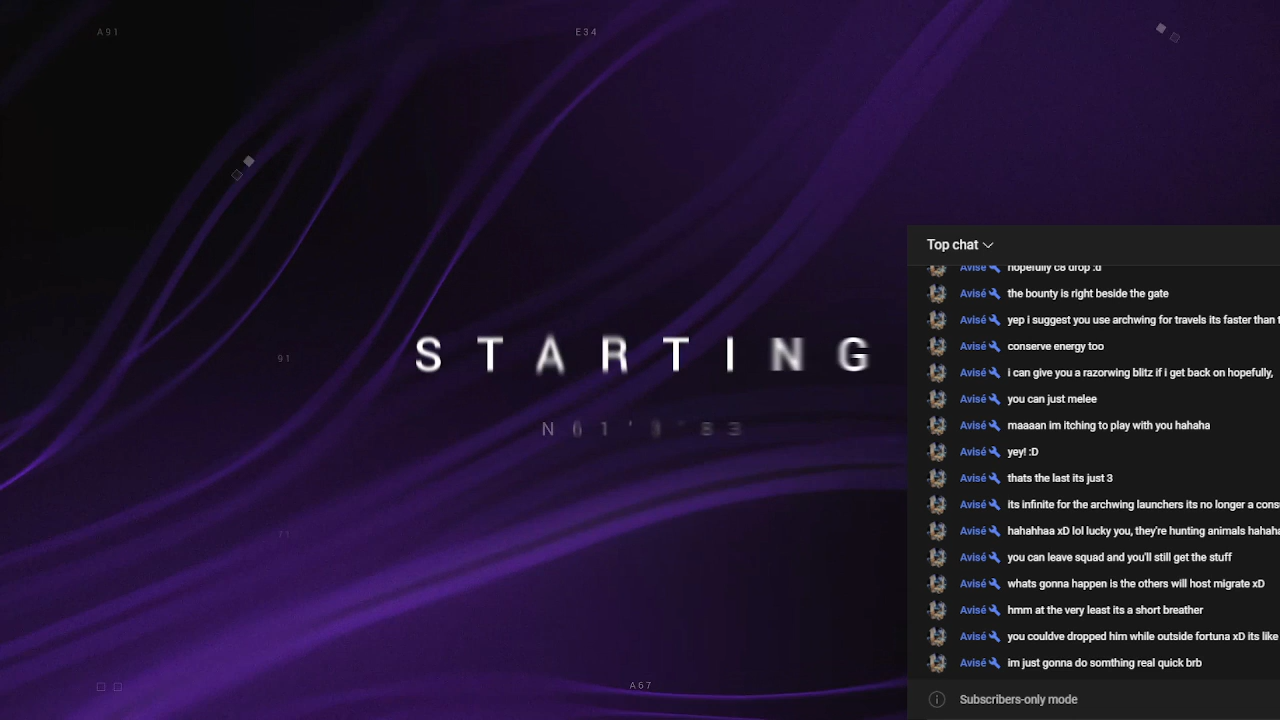 A91
E34
Top chat
Avisé hopefully c8 drop :d
Avisé the bounty is right beside the gate
Avisé yep i suggest you use archwing for travels its faster than
Avisé conserve energy too
Avisé i can give you a razorwing blitz if i get back on hopefully,
91
STARTING
Avisé you can just melee
Avisé maaaan im itching to play with you hahaha
Avisé yey! :D
Avisé thats the last its just 3
Avisé its infinite for the archwing launchers its no longer a
Avisé hahahhaa xD lol lucky you, they're hunting animals
71
Avisé you can leave squad and you'll still get the stuff
Avisé whats gonna happen is the others will host migrate xD
Avisé hmm at the very least its a short breather
Avisé you couldve dropped him while outside fortuna xD its like
Avisé im just gonna do somthing real quick brb
A67
Subscribers-only mode